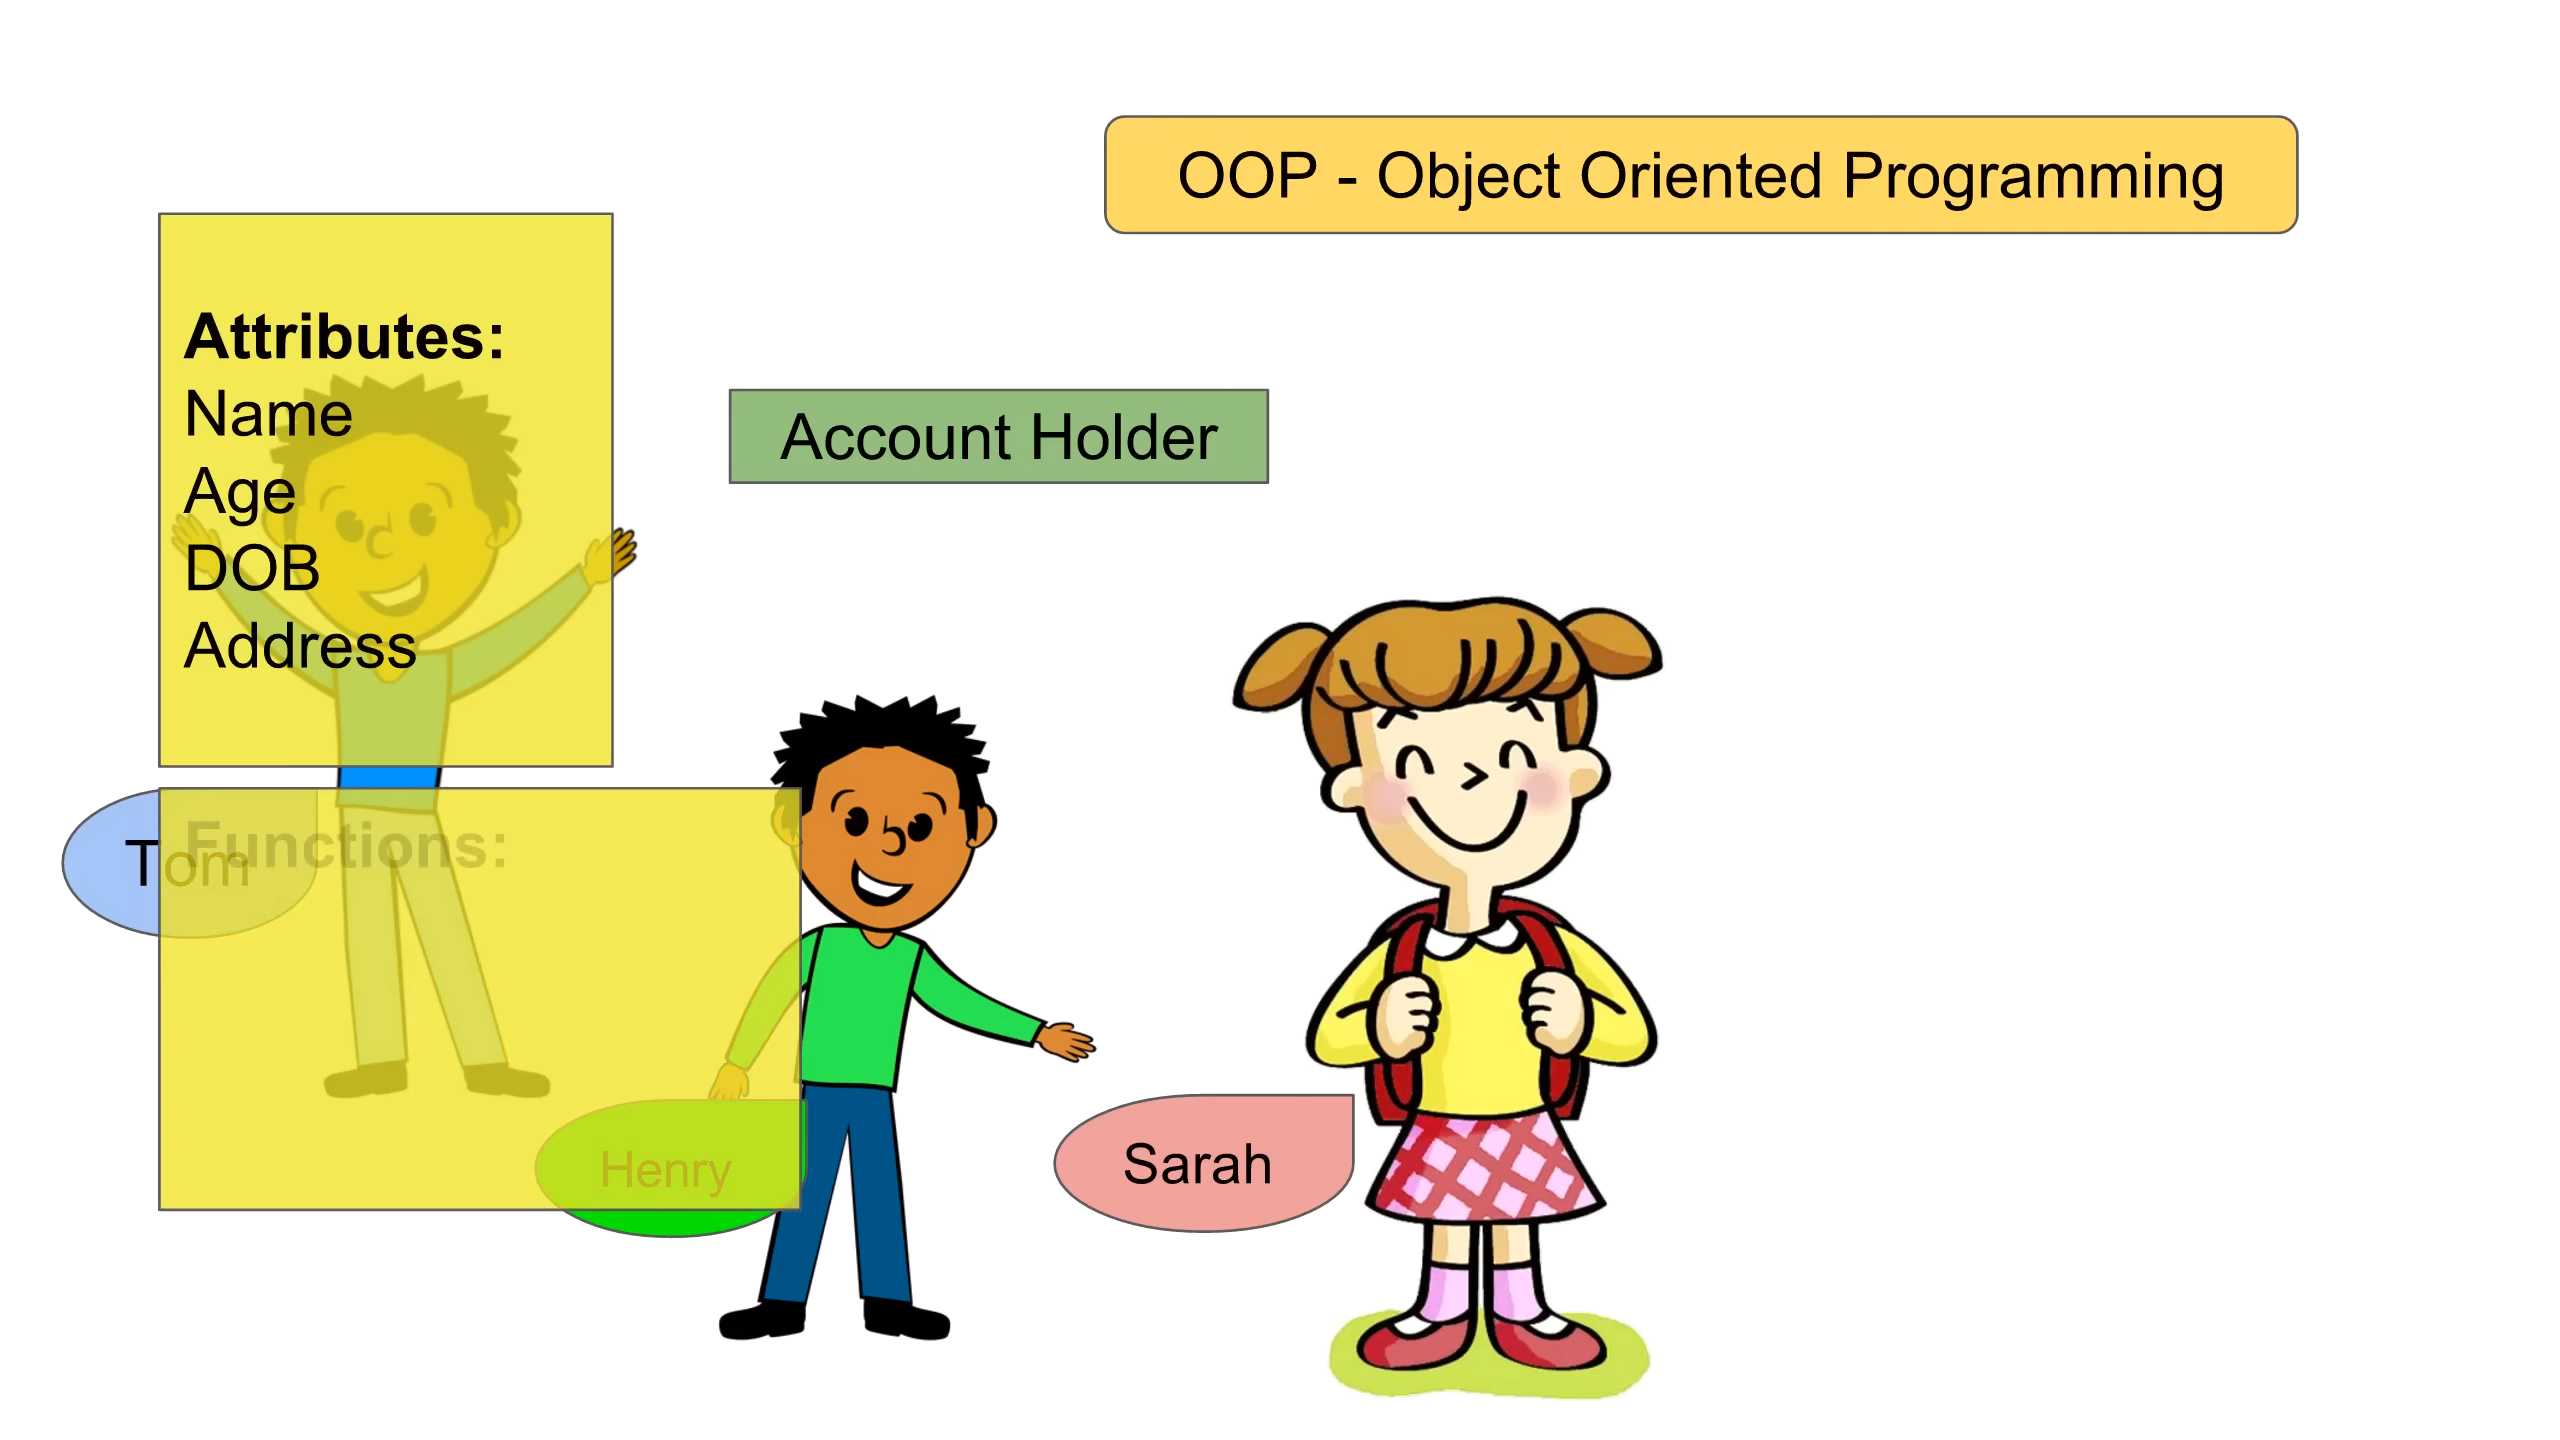 OOP - Object Oriented Programming
Attributes:
Name
Age
DOB
Address
Account Holder
Functions:
Tom
Henry
Sarah